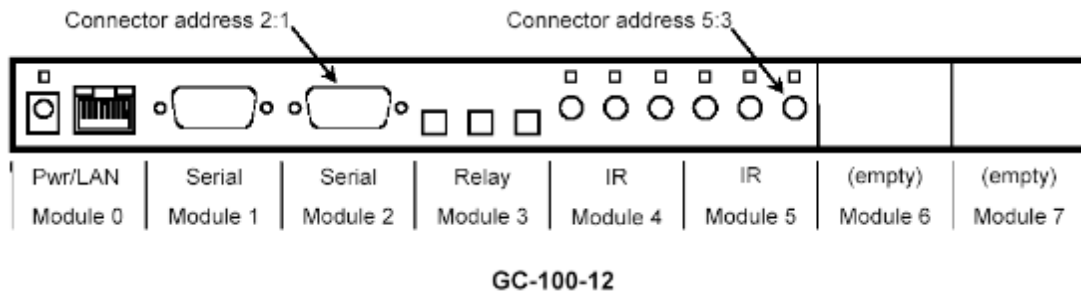 Connector address 2:1 Connector address 5:3
Pwr/LAN Serial Serial Relay IR IR (empty) (empty)
Module 0 Module 1 Module 2 Module 3 Module 4 Module 5 Module 6 Module 7
GC-100-12